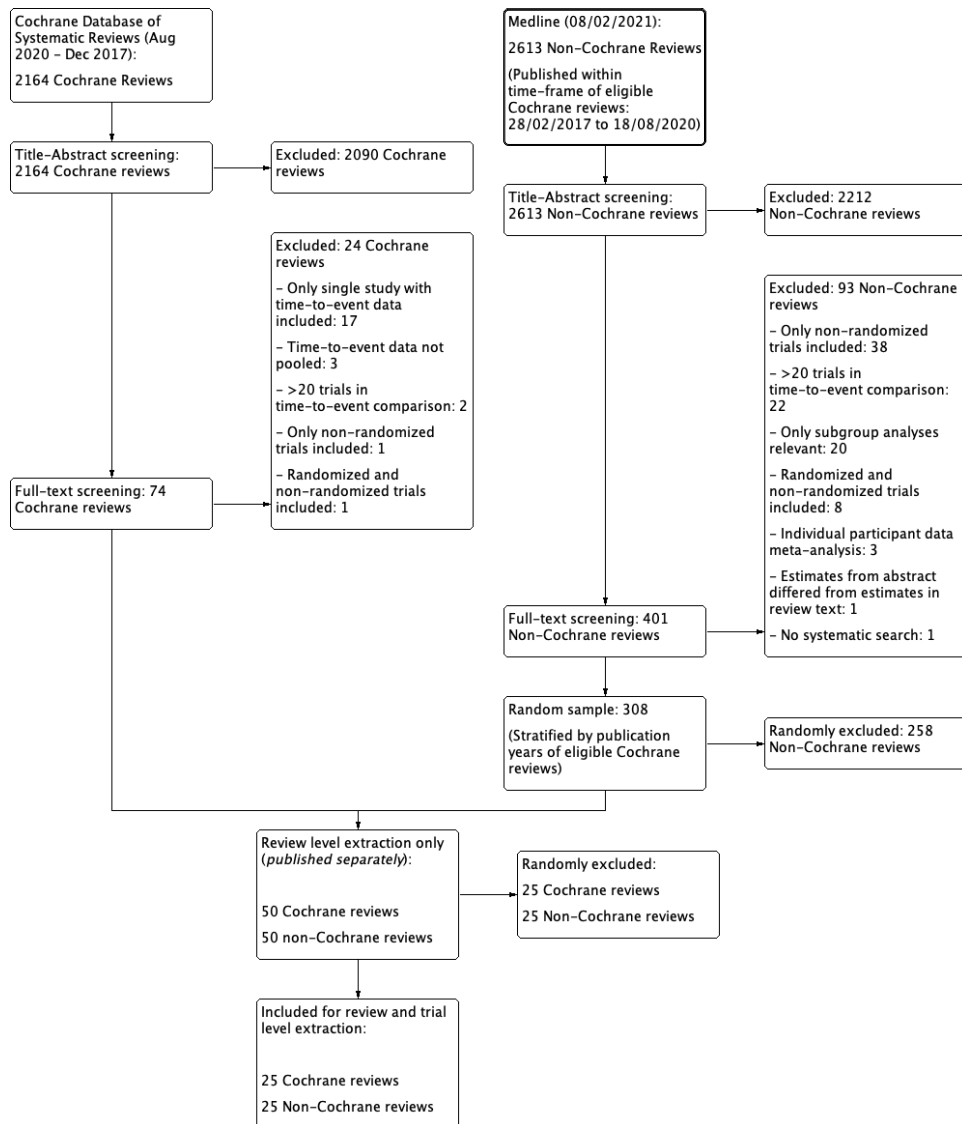 Cochrane Database of
Systematic Reviews (Aug
2020 – Dec 2017):
2164 Cochrane Reviews
Medline (08/02/2021):
2613 Non-Cochrane Reviews
(Published within
time-frame of eligible
Cochrane reviews:
28/02/2017 to 18/08/2020)
Title-Abstract screening:
2164 Cochrane reviews
Excluded: 2090 Cochrane
reviews
Title-Abstract screening:
2613 Non-Cochrane reviews
Excluded: 2212
Non-Cochrane reviews
Excluded: 24 Cochrane
reviews
– Only single study with
time-to-event data
included: 17
– Time-to-event data not
pooled: 3
– >20 trials in
time-to-event comparison: 2
– Only non-randomized
trials included: 1
– Randomized and
non-randomized trials
included: 1
Excluded: 93 Non-Cochrane
reviews
– Only non-randomized
trials included: 38
– >20 trials in
time-to-event comparison:
22
– Only subgroup analyses
relevant: 20
– Randomized and
non-randomized trials
included: 8
– Individual participant data
meta-analysis: 3
– Estimates from abstract
differed from estimates in
review text: 1
– No systematic search: 1
Full-text screening: 74
Cochrane reviews
Full-text screening: 401
Non-Cochrane reviews
Random sample: 308
(Stratified by publication
years of eligible Cochrane
reviews)
Randomly excluded: 258
Non-Cochrane reviews
Review level extraction only
(published separately):
50 Cochrane reviews
50 non-Cochrane reviews
Randomly excluded:
25 Cochrane reviews
25 Non-Cochrane reviews
Included for review and trial
level extraction:
25 Cochrane reviews
25 Non-Cochrane reviews